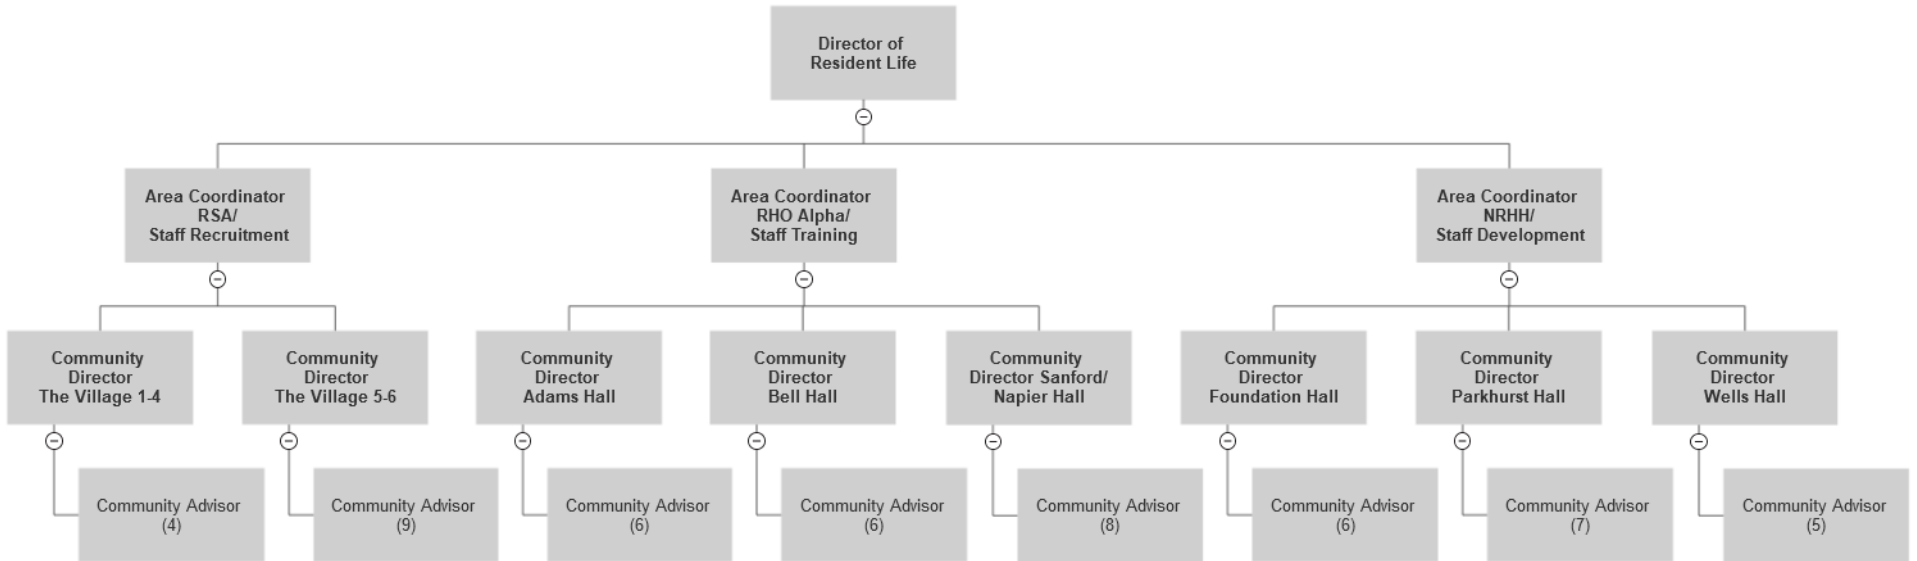 Director of
Resident Life
Area Coordinator
RSA/
Staff Recruitment
Area Coordinator
RHO Alpha/
Staff Training
Area Coordinator
NRHH/
Staff Development
Community
Director
The Village 1-4
Community
Director
The Village 5-6
Community
Director
Adams Hall
Community
Director
Bell Hall
Community
Director Sanford/
Napier Hall
Community
Director
Foundation Hall
Community
Director
Parkhurst Hall
Community
Director
Wells Hall
Community Advisor
(4)
Community Advisor
(9)
Community Advisor
(6)
Community Advisor
(6)
Community Advisor
(8)
Community Advisor
(6)
Community Advisor
(7)
Community Advisor
(5)